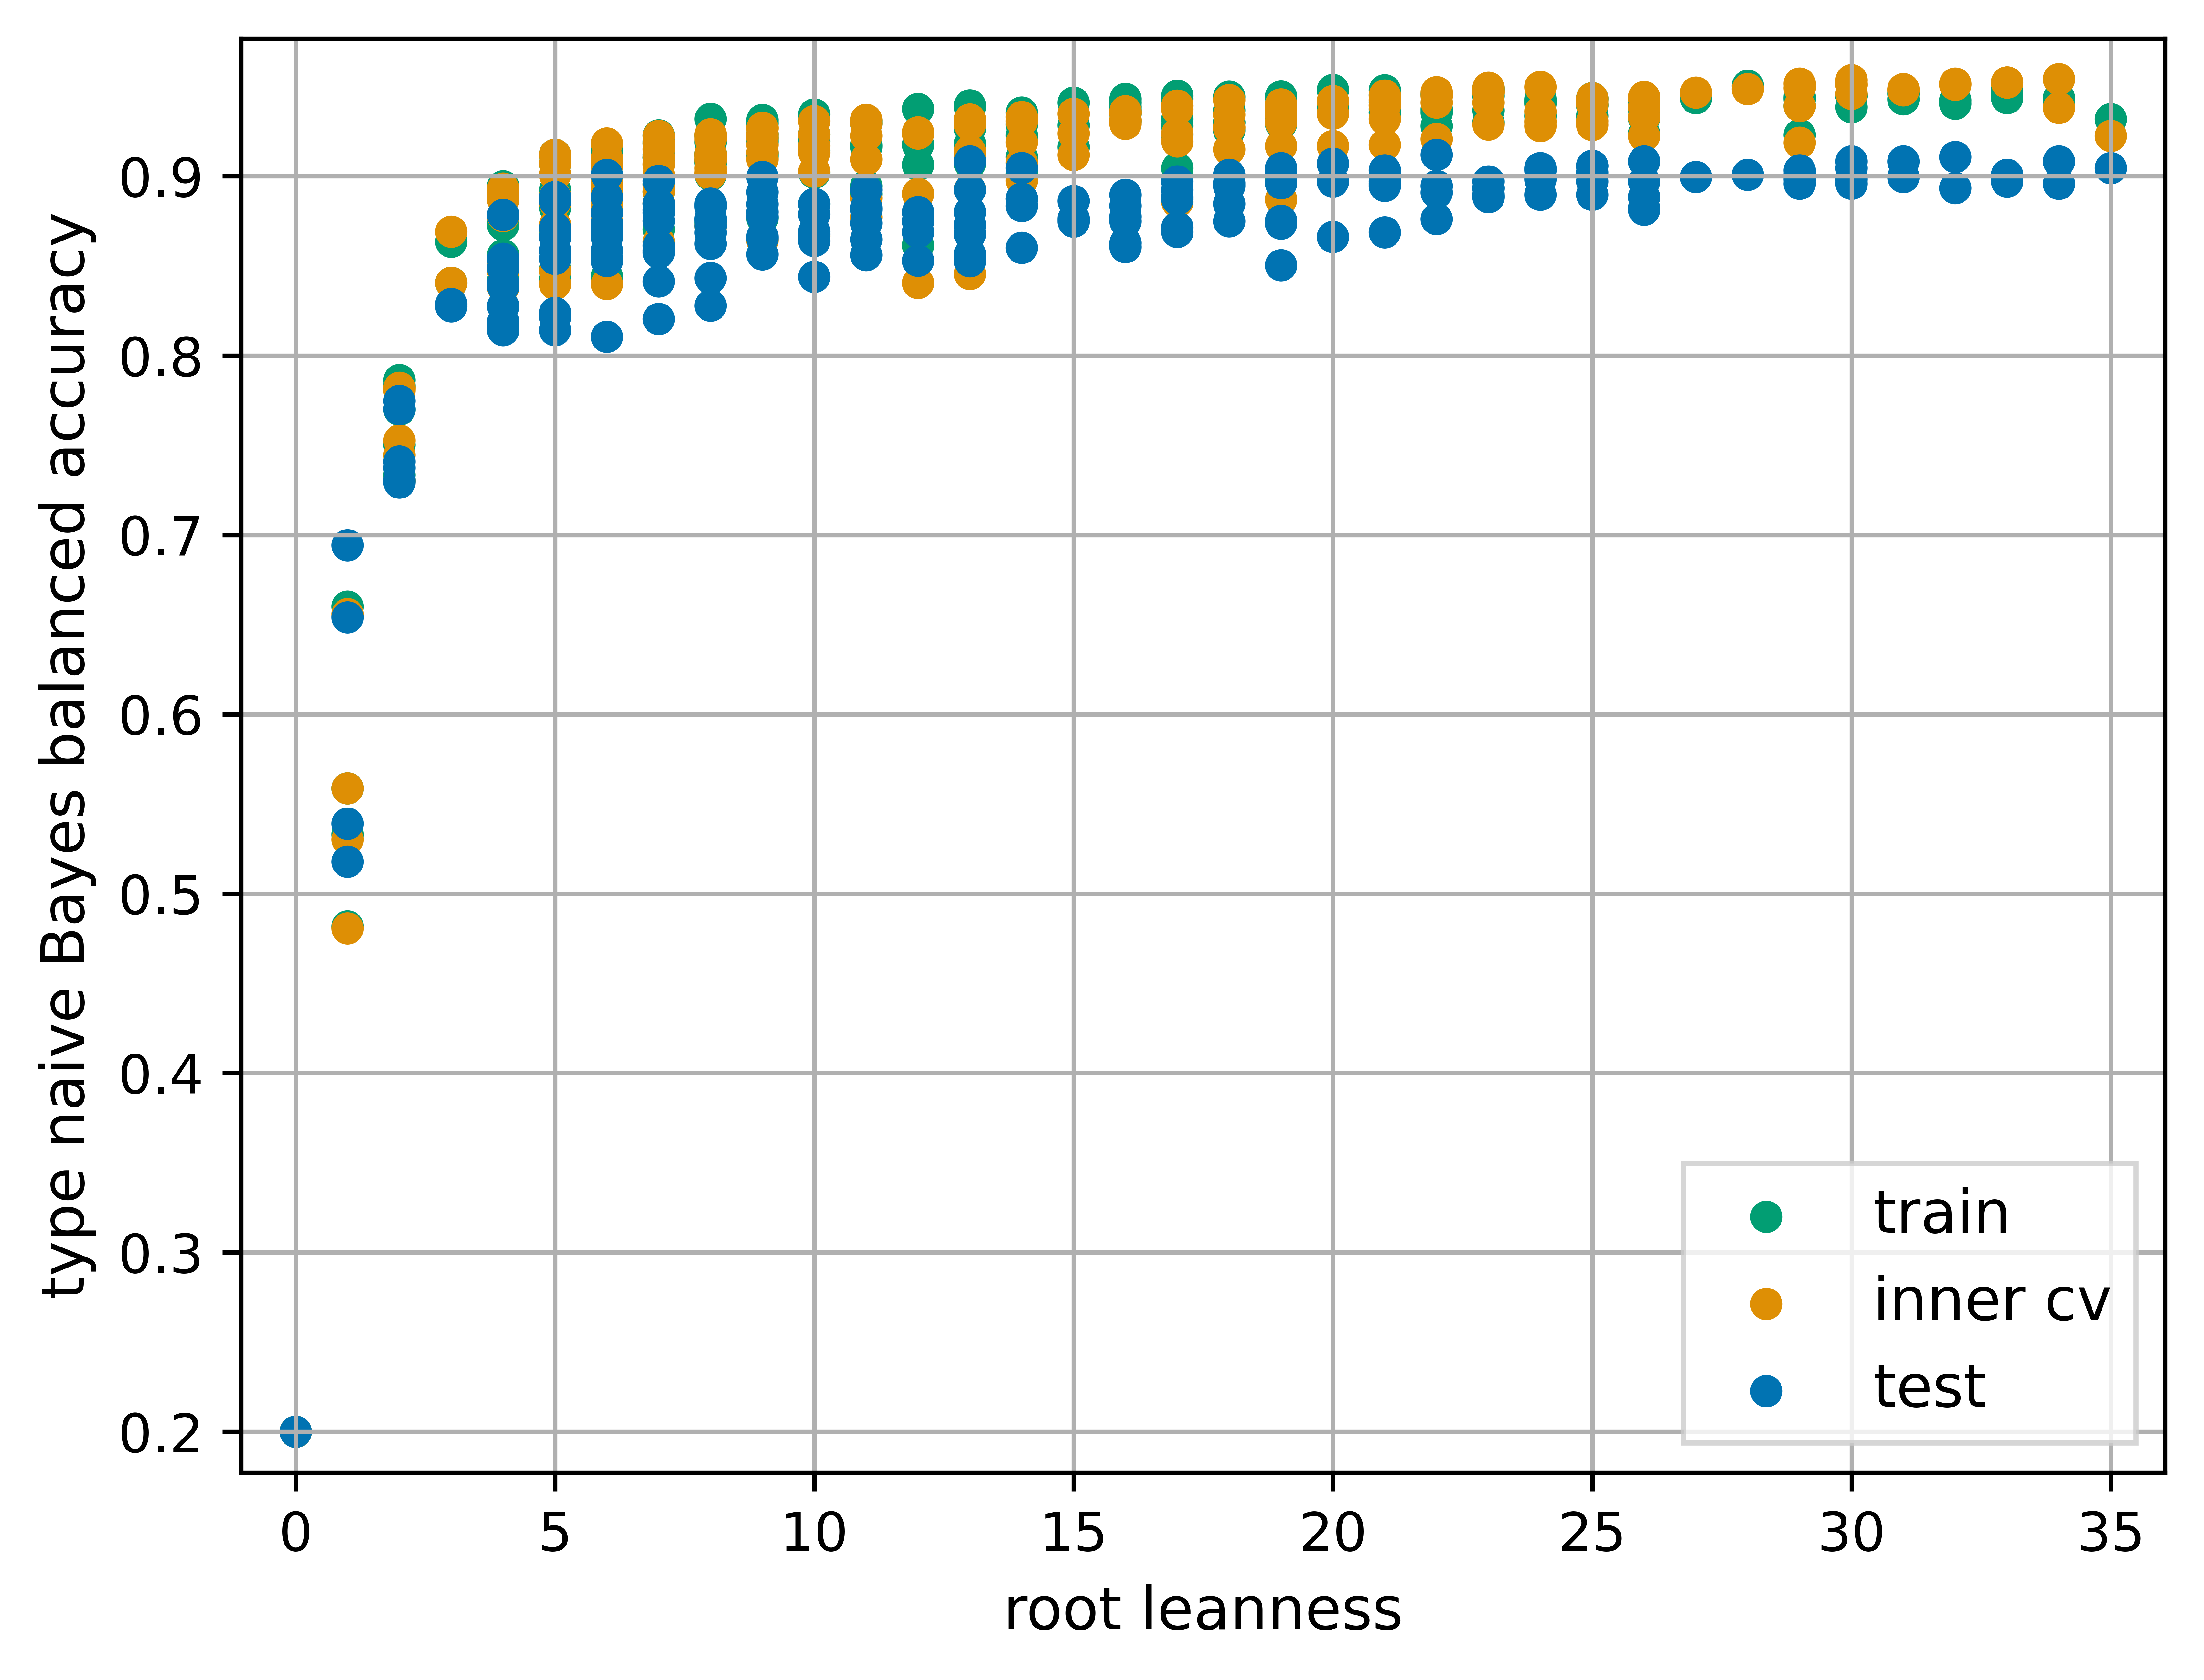 type naive Bayes balanced accuracy
0.9
0.8
0.7
0.6
0.5
0.4
0.3
0.2
train
inner cv
test
0 5 10 15 20 25 30 35
root leanness